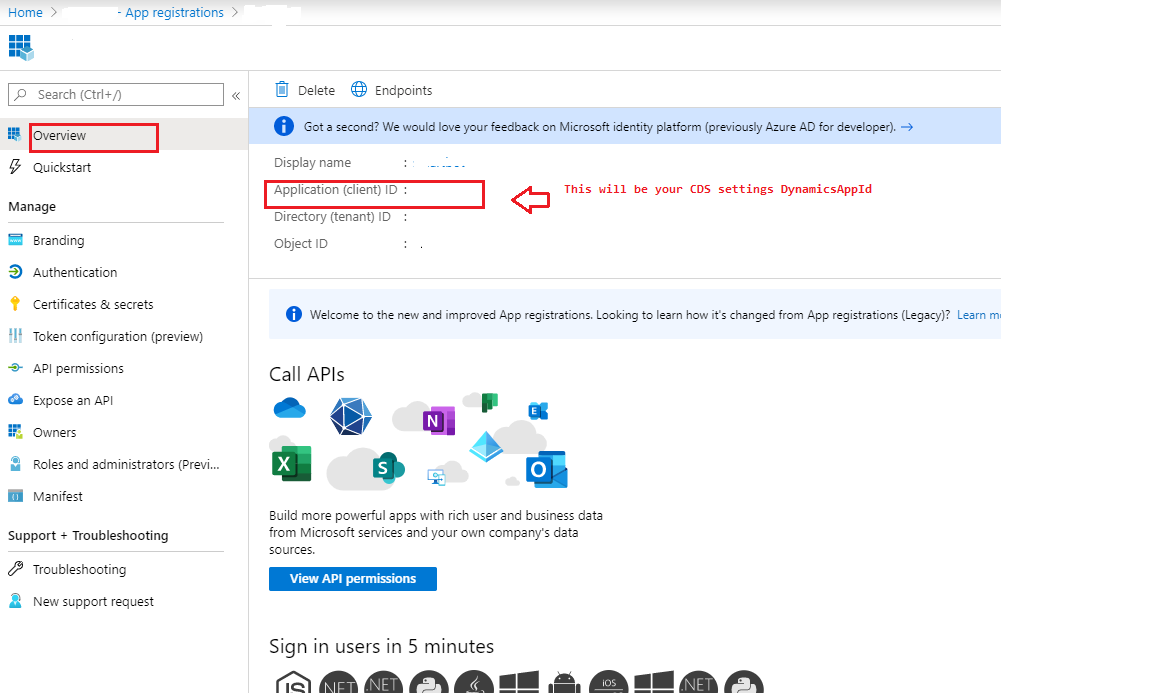 Home > - App registrations >
Search (Ctrl+/) «
Overview
Quickstart
Manage
Branding
Authentication
Certificates & secrets
Token configuration (preview)
API permissions
Expose an API
Owners
Roles and administrators (Previ...
Manifest
Support + Troubleshooting
Troubleshooting
New support request
Delete Endpoints
Got a second? We would love your feedback on Microsoft identity platform (previously Azure AD for developer). →
Display name :
Application (client) ID :
This will be your CDS settings DynamicsAppId
Directory (tenant) ID :
Object ID : .
Welcome to the new and improved App registrations. Looking to learn how it's changed from App registrations (Legacy)? Learn m
Call APIs
N
E
X
S
O
Build more powerful apps with rich user and business data
from Microsoft services and your own company's data
sources.
View API permissions
Sign in users in 5 minutes
JS .NET .NET iOS .NET